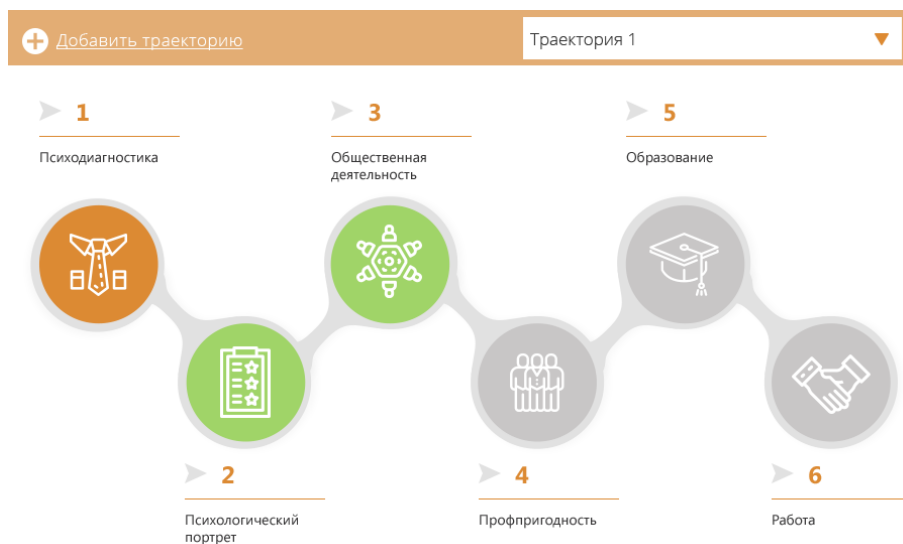 Добавить траекторию
Траектория 1
1
Психодиагностика
3
Общественная
деятельность
5
Образование
2
Психологический
портрет
4
Профпригодность
6
Работа